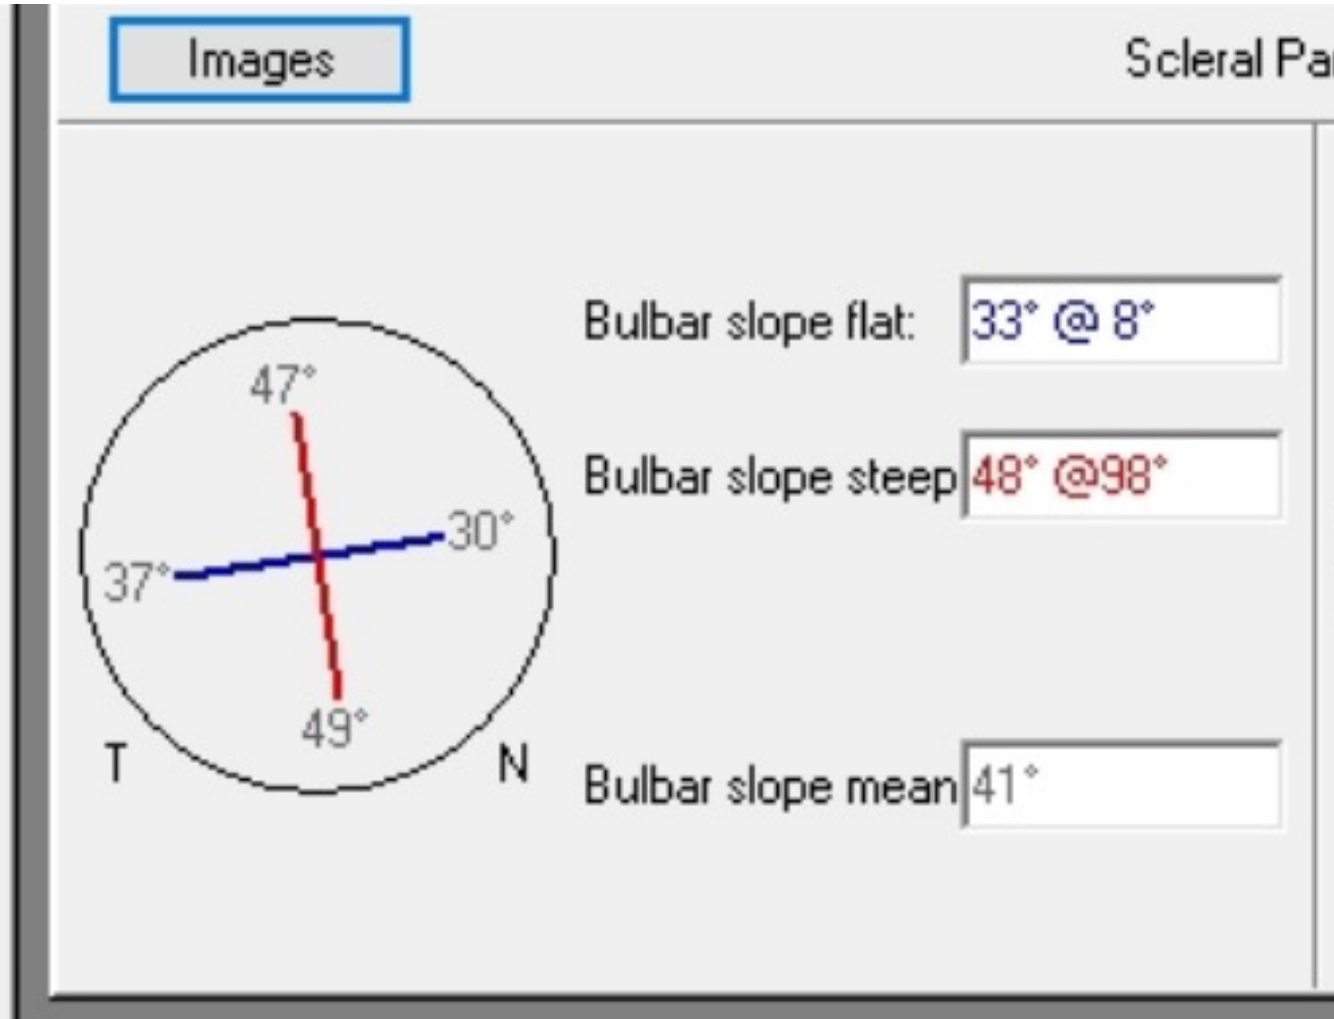 Images
Scleral Pa
Bulbar slope flat: 33° @ 8°
47°
Bulbar slope steep 48° @98°
30°
37°
49°
T N
Bulbar slope mean 41°